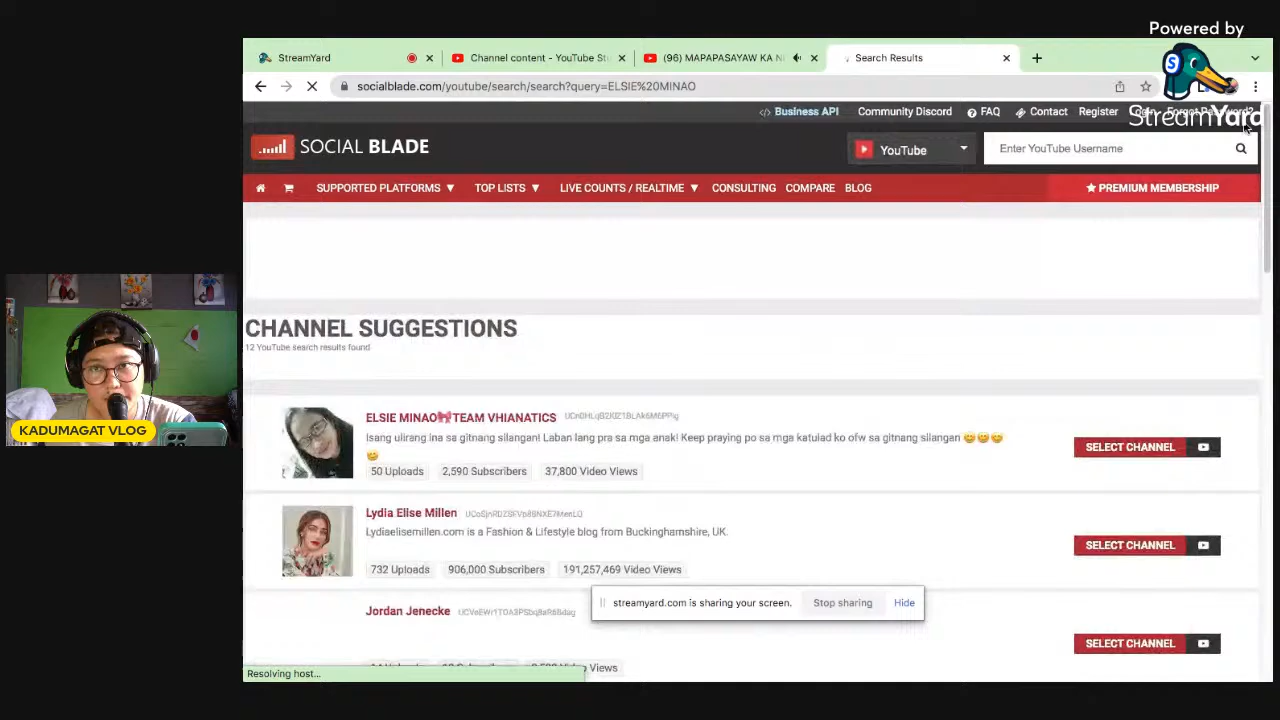 Powered by
StreamYard
StreamYard
Channel content - YouTube Stu
(96) MAPAPASAYAW KA N
Search Results
socialblade.com/youtube/search/search?query=ELSIE%20MINAO
Business API
Community Discord
FAQ
Contact
Register
Forgot Password?
SOCIAL BLADE
YouTube
Enter YouTube Username
SUPPORTED PLATFORMS ▼
TOP LISTS ▼
LIVE COUNTS / REALTIME ▼
CONSULTING
COMPARE
BLOG
PREMIUM MEMBERSHIP
CHANNEL SUGGESTIONS
12 YouTube search results found
ELSIE MINAO🎀TEAM VHIANATICS
Isang ulirang ina sa gitnang silangan! Laban lang pra sa mga anak! Keep praying po sa mga katulad ko ofw sa gitnang silangan 😄😄😄
😄
50 Uploads
2,590 Subscribers
37,800 Video Views
SELECT CHANNEL
Lydia Elise Millen
Lydiaelisemillen.com is a Fashion & Lifestyle blog from Buckinghamshire, UK.
732 Uploads
906,000 Subscribers
191,257,469 Video Views
SELECT CHANNEL
Jordan Jenecke
SELECT CHANNEL
Video Views
streamyard.com is sharing your screen.
Stop sharing
Hide
Resolving host...
KADUMAGAT VLOG